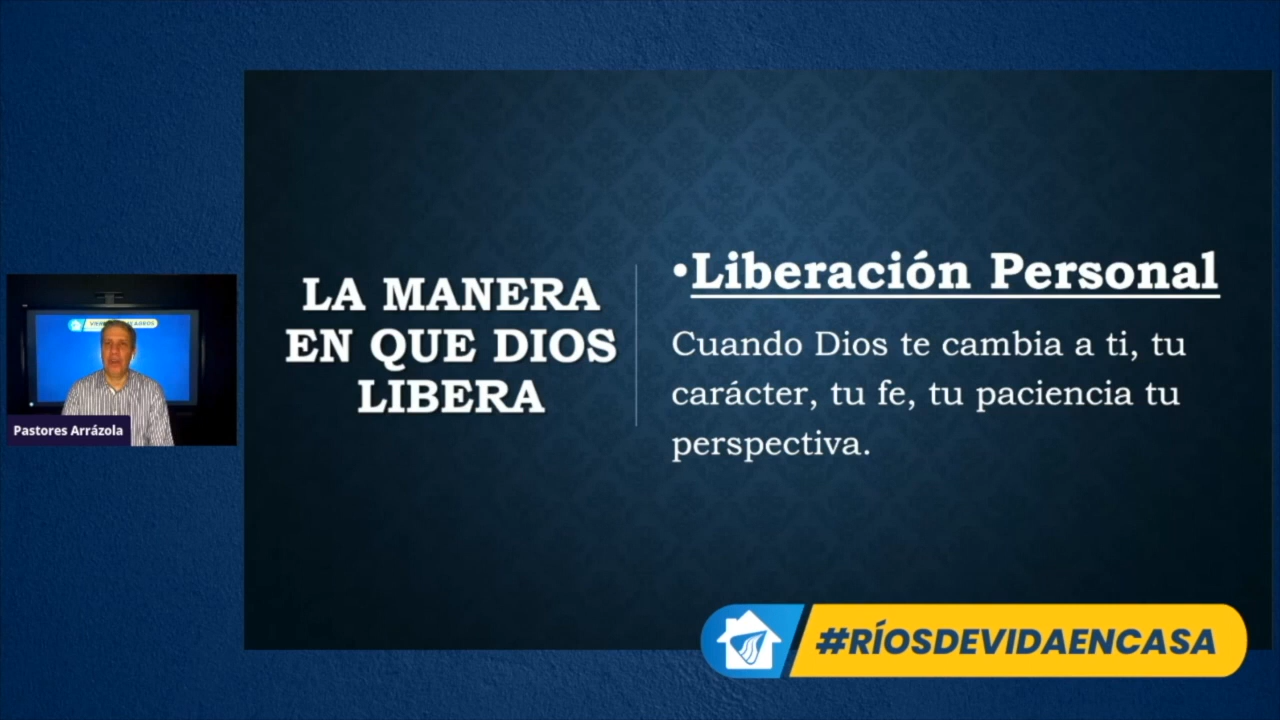 LA MANERA
EN QUE DIOS
LIBERA
•Liberación Personal
Cuando Dios te cambia a ti, tu
carácter, tu fe, tu paciencia tu
perspectiva.
Pastores Arrázola
#RÍOSDEVIDAENCASA